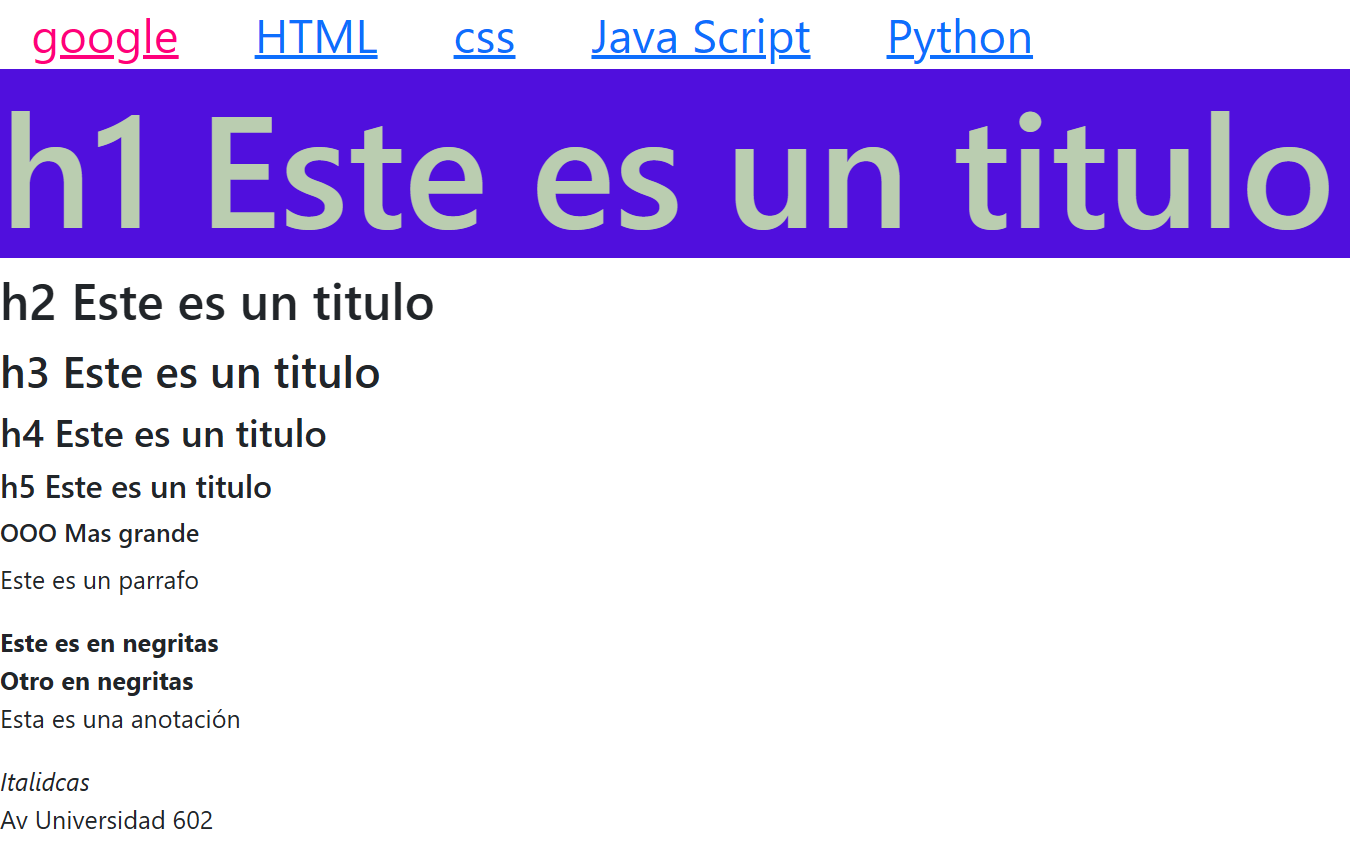 google HTML css Java Script Python
h1 Este es un titulo
h2 Este es un titulo
h3 Este es un titulo
h4 Este es un titulo
h5 Este es un titulo
OOO Mas grande
Este es un parrafo
Este es en negritas
Otro en negritas
Esta es una anotación
Italidcas
Av Universidad 602